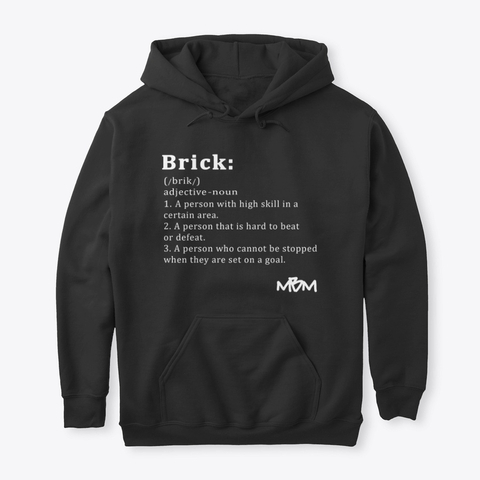 Brick:
(/brik/)
adjective-noun
1. A person with high skill in a
certain area.
2. A person that is hard to beat
or defeat.
3. A person who cannot be stopped
when they are set on a goal.
MBM